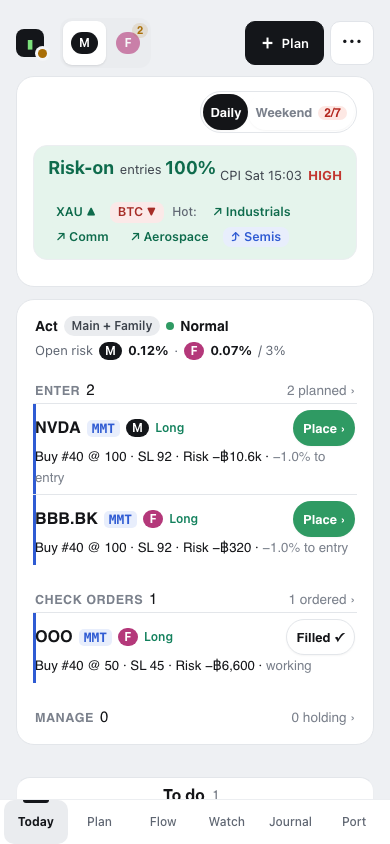 M F 2 + Plan ...
Daily Weekend 2/7
Risk-on entries 100% CPI Sat 15:03 HIGH
XAU ▲ BTC ▼ Hot: ↗ Industrials
↗ Comm ↗ Aerospace ⤴ Semis
Act Main + Family ● Normal
Open risk M 0.12% · F 0.07% / 3%
ENTER 2 2 planned ›
NVDA MMT M Long Place ›
Buy #40 @ 100 · SL 92 · Risk −฿10.6k · −1.0% to
entry
BBB.BK MMT F Long Place ›
Buy #40 @ 100 · SL 92 · Risk −฿320 · −1.0% to entry
CHECK ORDERS 1 1 ordered ›
OOO MMT F Long Filled ✓
Buy #40 @ 50 · SL 45 · Risk −฿6,600 · working
MANAGE 0 0 holding ›
To do 1
Today Plan Flow Watch Journal Port